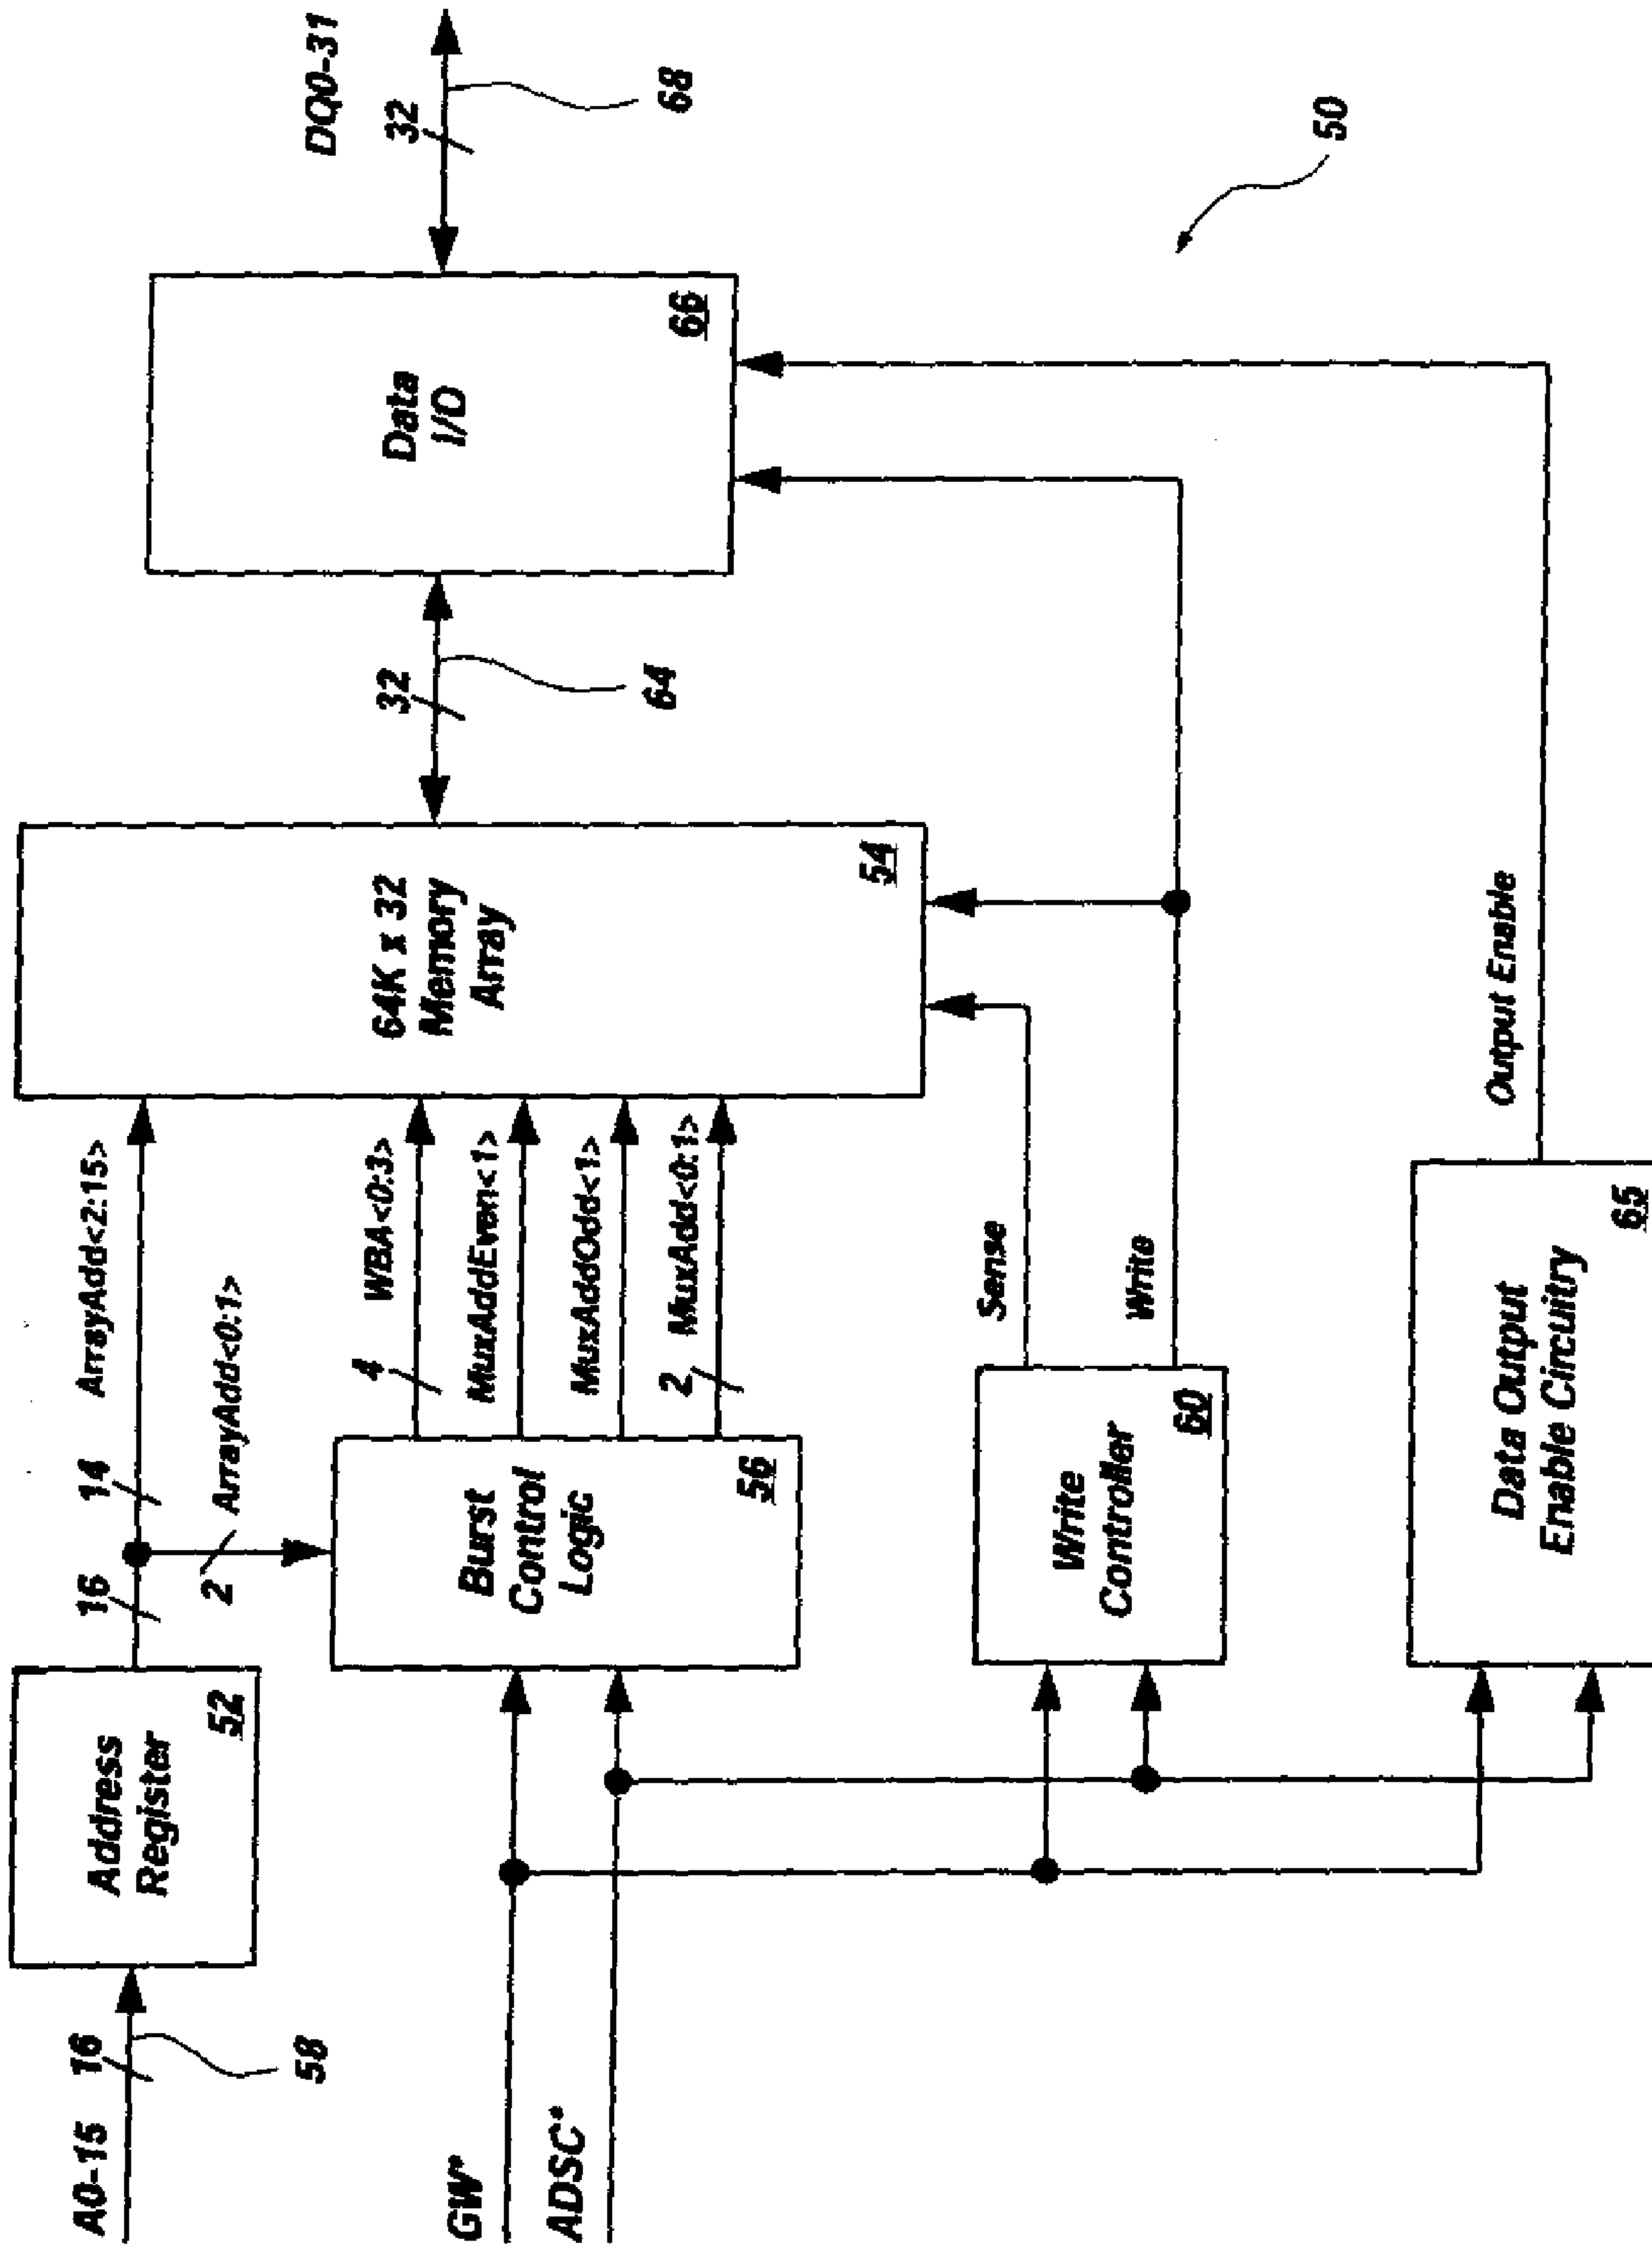 A0-15
16
58
Address
Register
52
16
14
ArrayAdd<2:15>
2
ArrayAdd<0:1>
GW*
ADSC*
Burst
Control
Logic
56
4
WBA<0:3>
MuxAddEven<1>
MuxAddOdd<1>
2
MuxAdd<0:1>
64K x 32
Memory
Array
54
32
64
Data
I/O
66
DQ0-31
32
68
Write
Controller
60
Sense
Write
50
Data Output
Enable Circuitry
65
Output Enable